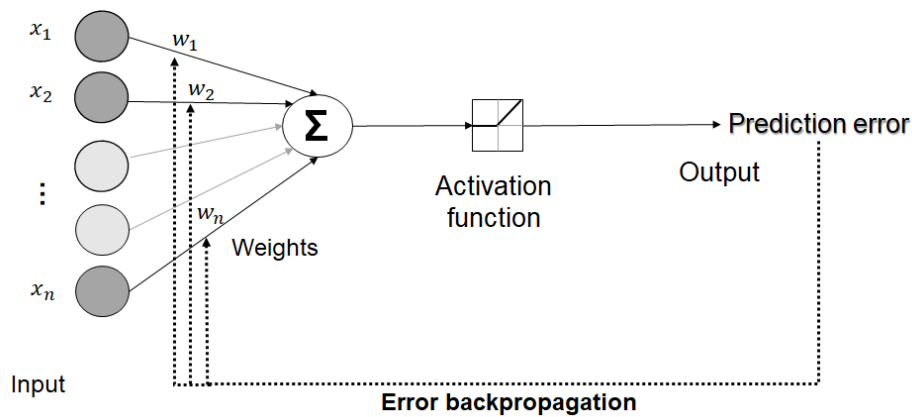 x₁
w₁
x₂
w₂
Σ
Prediction error
Activation
function
Output
⋮
wₙ
Weights
xₙ
Input
Error backpropagation